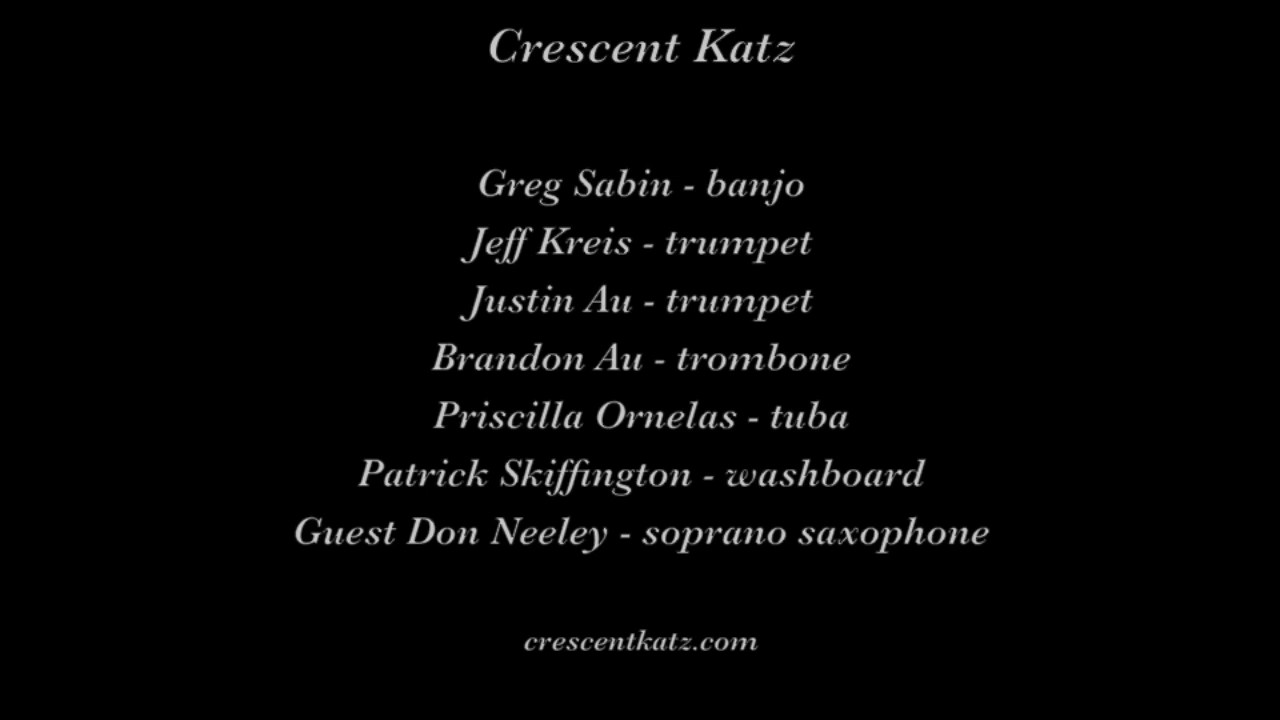 Crescent Katz
Greg Sabin - banjo
Jeff Kreis - trumpet
Justin Au - trumpet
Brandon Au - trombone
Priscilla Ornelas - tuba
Patrick Skiffington - washboard
Guest Don Neeley - soprano saxophone
crescentkatz.com